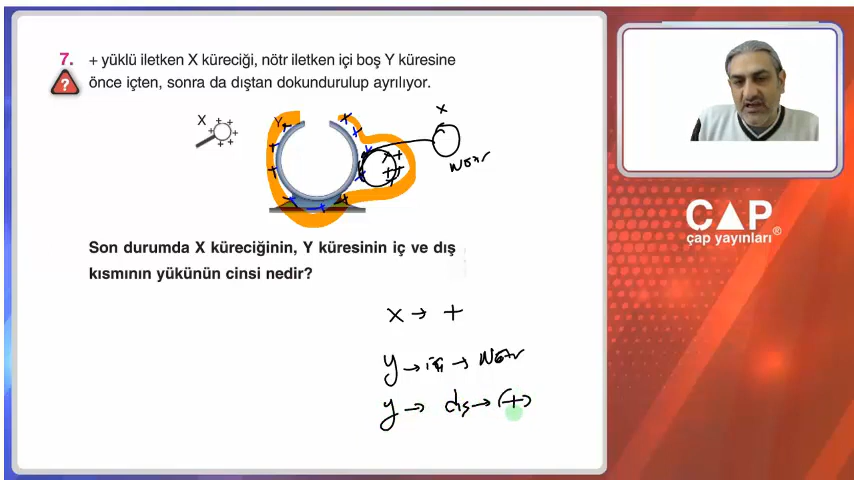 7. + yüklü iletken X küreciği, nötr iletken içi boş Y küresine
? önce içten, sonra da dıştan dokundurulup ayrılıyor.
X
Y
X
Nötr
Son durumda X küreciğinin, Y küresinin iç ve dış
kısmının yükünün cinsi nedir?
X → +
y → iç → Nötr
y → dış → (+)
ÇAP
çap yayınları®